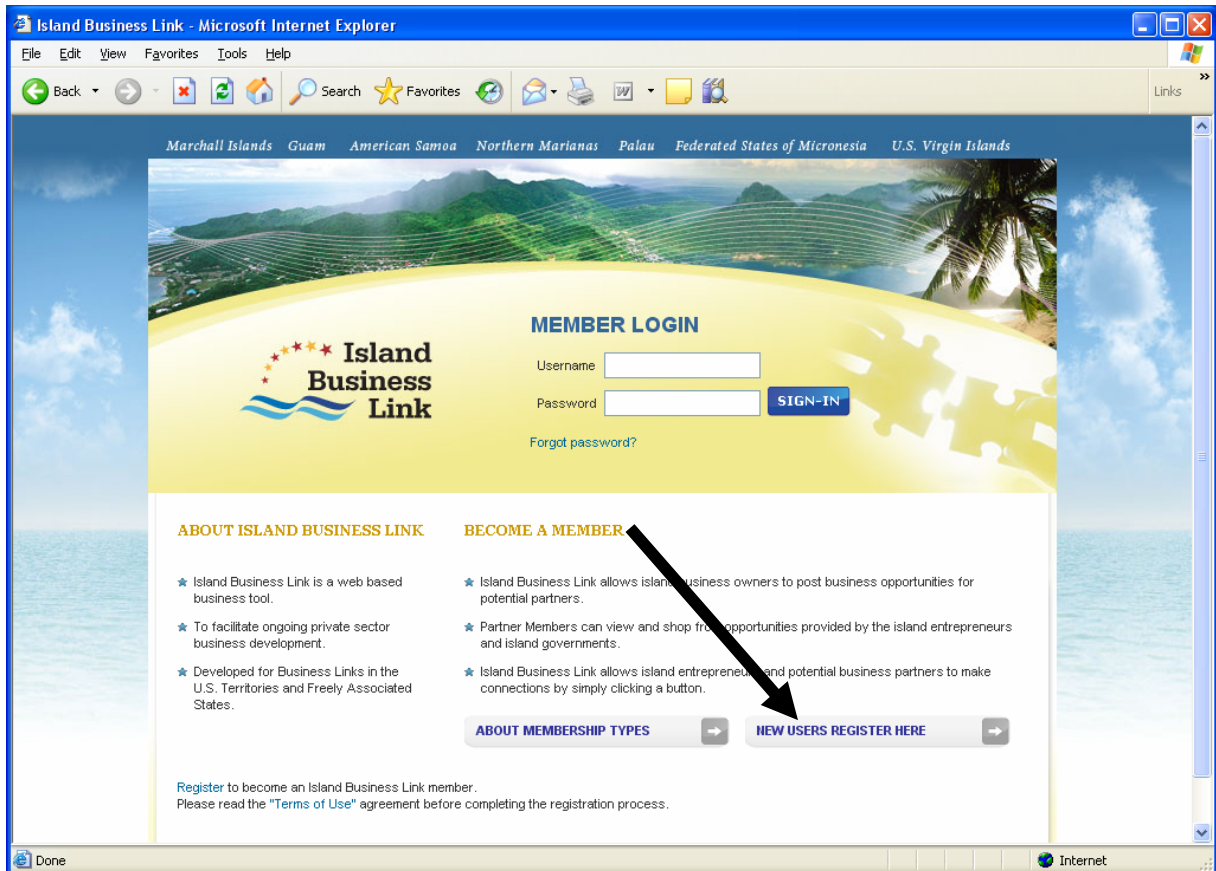 Island Business Link - Microsoft Internet Explorer
File Edit View Favorites Tools Help
Back Search Favorites Links
Marchall Islands Guam American Samoa Northern Marianas Palau Federated States of Micronesia U.S. Virgin Islands
Island
Business
Link
MEMBER LOGIN
Username
Password SIGN-IN
Forgot password?
ABOUT ISLAND BUSINESS LINK
Island Business Link is a web based
business tool.
To facilitate ongoing private sector
business development.
Developed for Business Links in the
U.S. Territories and Freely Associated
States.
BECOME A MEMBER
Island Business Link allows island business owners to post business opportunities for
potential partners.
Partner Members can view and shop from opportunities provided by the island entrepreneurs
and island governments.
Island Business Link allows island entrepreneurs and potential business partners to make
connections by simply clicking a button.
ABOUT MEMBERSHIP TYPES
NEW USERS REGISTER HERE
Register to become an Island Business Link member.
Please read the "Terms of Use" agreement before completing the registration process.
Done Internet